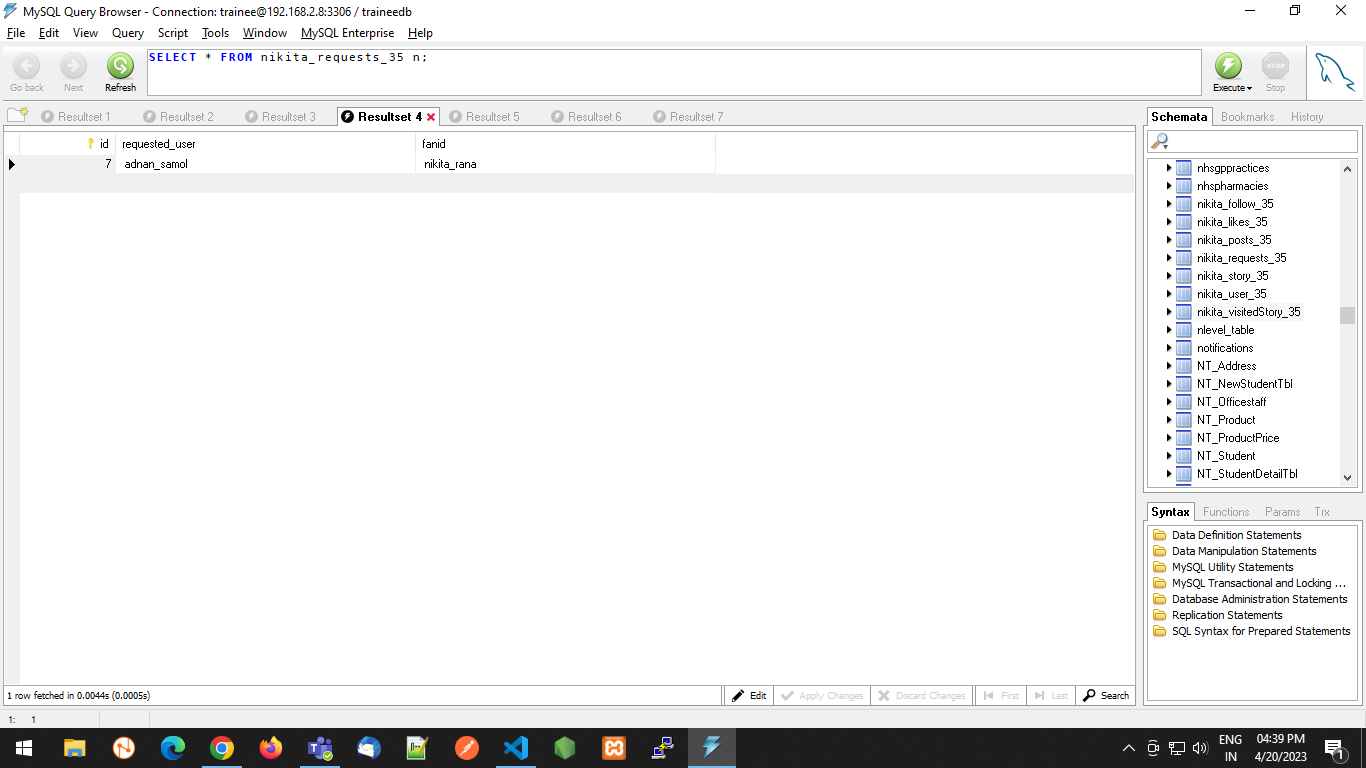 MySQL Query Browser - Connection: trainee@192.168.2.8:3306 / traineedb
File Edit View Query Script Tools Window MySQL Enterprise Help
SELECT * FROM nikita_requests_35 n;
Go back Next Refresh Execute Stop
STOP
Resultset 1 Resultset 2 Resultset 3 Resultset 4 Resultset 5 Resultset 6 Resultset 7
id requested_user fanid
7 adnan_samol nikita_rana
1 row fetched in 0.0044s (0.0005s)
Edit Apply Changes Discard Changes First Last Search
1: 1
Schemata Bookmarks History
nhsgppractices
nhspharmacies
nikita_follow_35
nikita_likes_35
nikita_posts_35
nikita_requests_35
nikita_story_35
nikita_user_35
nikita_visitedStory_35
nlevel_table
notifications
NT_Address
NT_NewStudentTbl
NT_Officestaff
NT_Product
NT_ProductPrice
NT_Student
NT_StudentDetailTbl
Syntax Functions Params Trx
Data Definition Statements
Data Manipulation Statements
MySQL Utility Statements
MySQL Transactional and Locking ...
Database Administration Statements
Replication Statements
SQL Syntax for Prepared Statements
ENG
IN
04:39 PM
4/20/2023
1